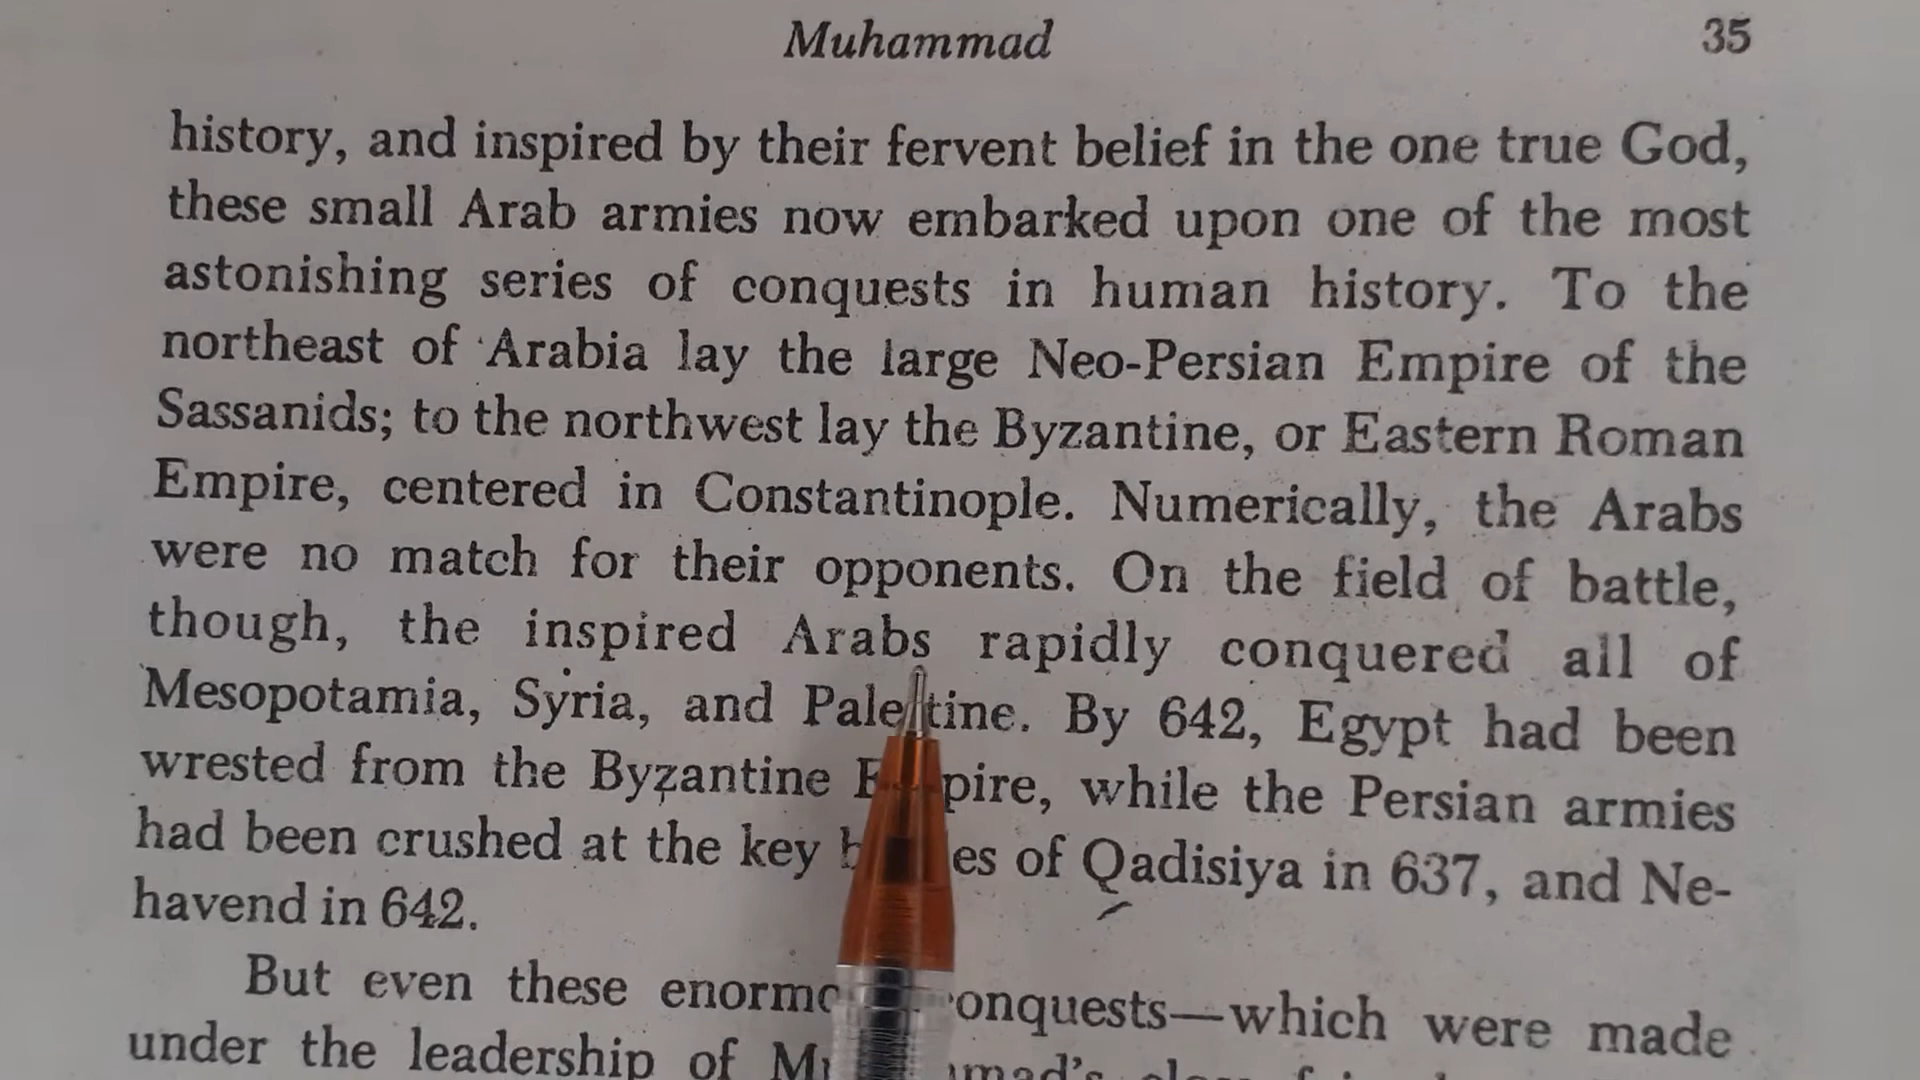 Muhammad 35
history, and inspired by their fervent belief in the one true God,
these small Arab armies now embarked upon one of the most
astonishing series of conquests in human history. To the
northeast of Arabia lay the large Neo-Persian Empire of the
Sassanids; to the northwest lay the Byzantine, or Eastern Roman
Empire, centered in Constantinople. Numerically, the Arabs
were no match for their opponents. On the field of battle,
though, the inspired Arabs rapidly conquered all of
Mesopotamia, Syria, and Palestine. By 642, Egypt had been
wrested from the Byzantine Empire, while the Persian armies
had been crushed at the key of Qadisiya in 637, and Ne-
havend in 642.
But even these conquests—which were made
under the leadership of